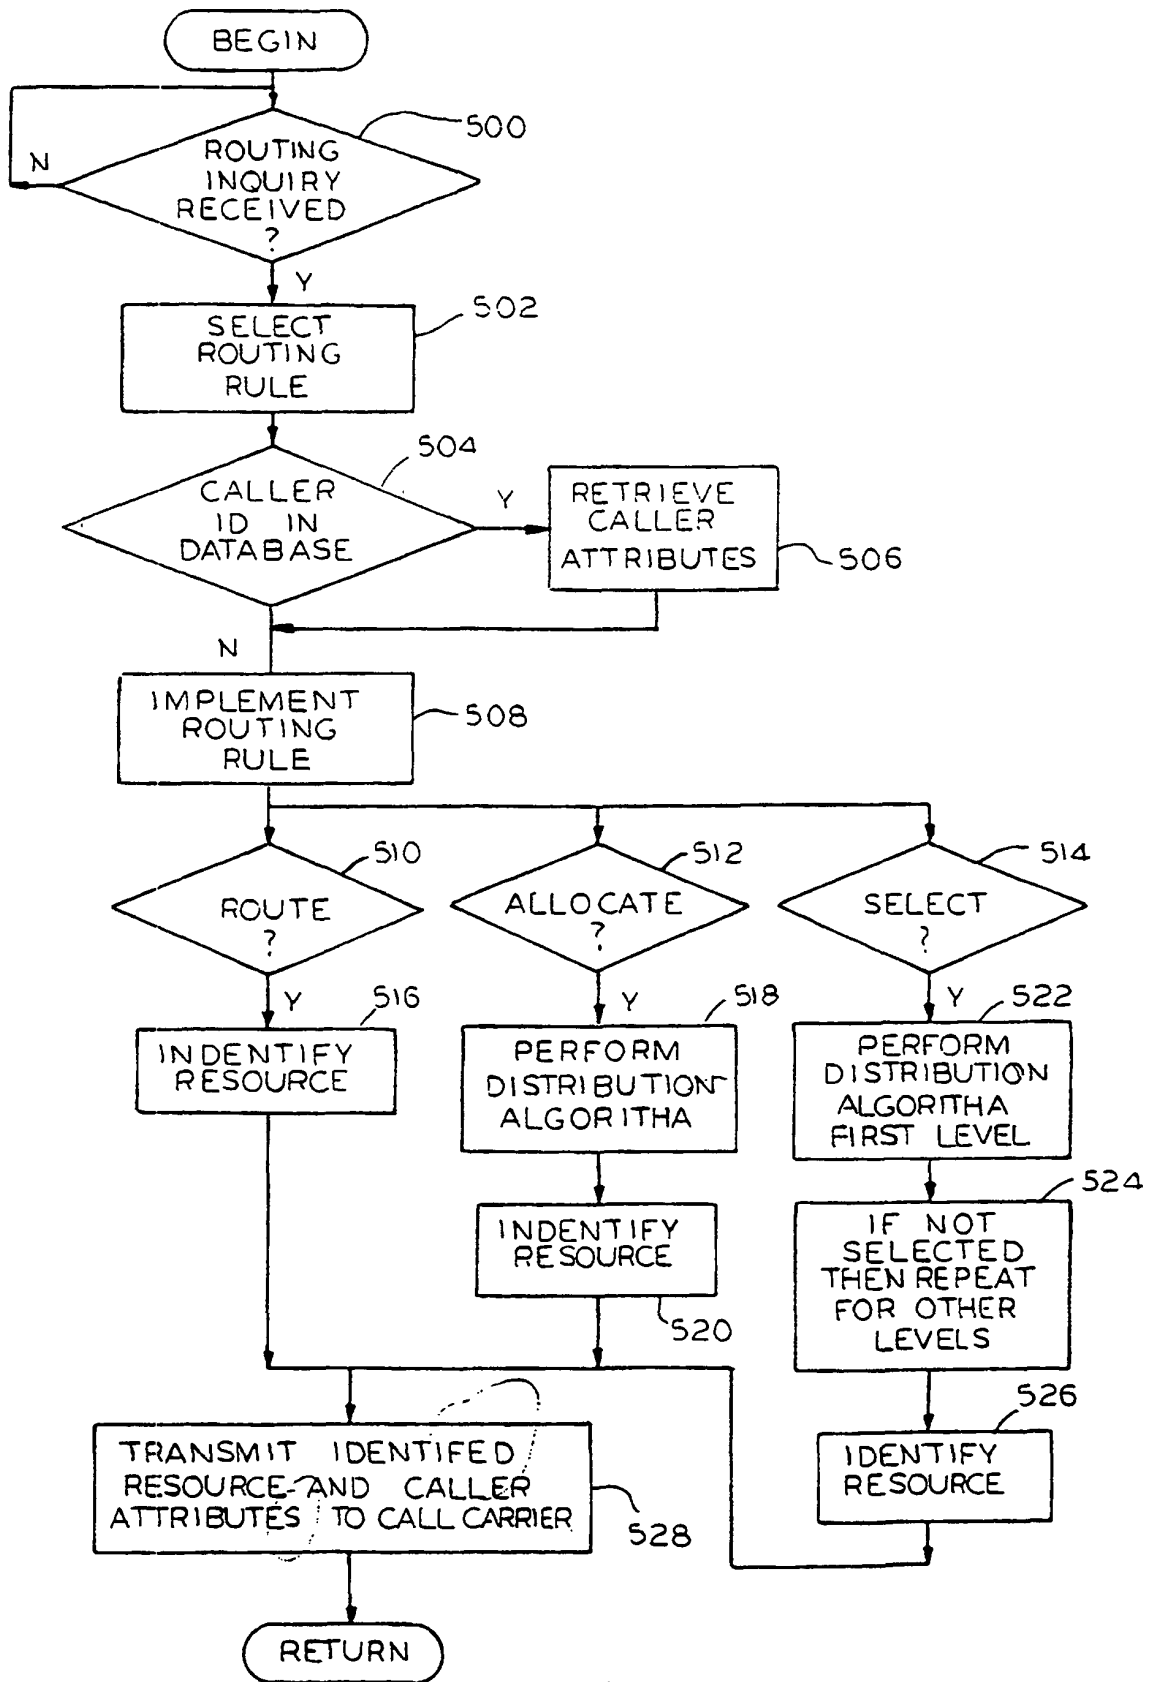 BEGIN
500
ROUTING
INQUIRY
RECEIVED
?
N
Y
502
SELECT
ROUTING
RULE
504
CALLER
ID IN
DATABASE
Y
RETRIEVE
CALLER
ATTRIBUTES
506
N
IMPLEMENT
ROUTING
RULE
508
510
ROUTE
?
Y
512
ALLOCATE
?
Y
514
SELECT
?
Y
516
INDENTIFY
RESOURCE
518
PERFORM
DISTRIBUTION
ALGORITHA
INDENTIFY
RESOURCE
520
522
PERFORM
DISTRIBUTION
ALGORITHA
FIRST LEVEL
524
IF NOT
SELECTED
THEN REPEAT
FOR OTHER
LEVELS
526
IDENTIFY
RESOURCE
TRANSMIT IDENTIFED
RESOURCE AND CALLER
ATTRIBUTES TO CALL CARRIER
528
RETURN